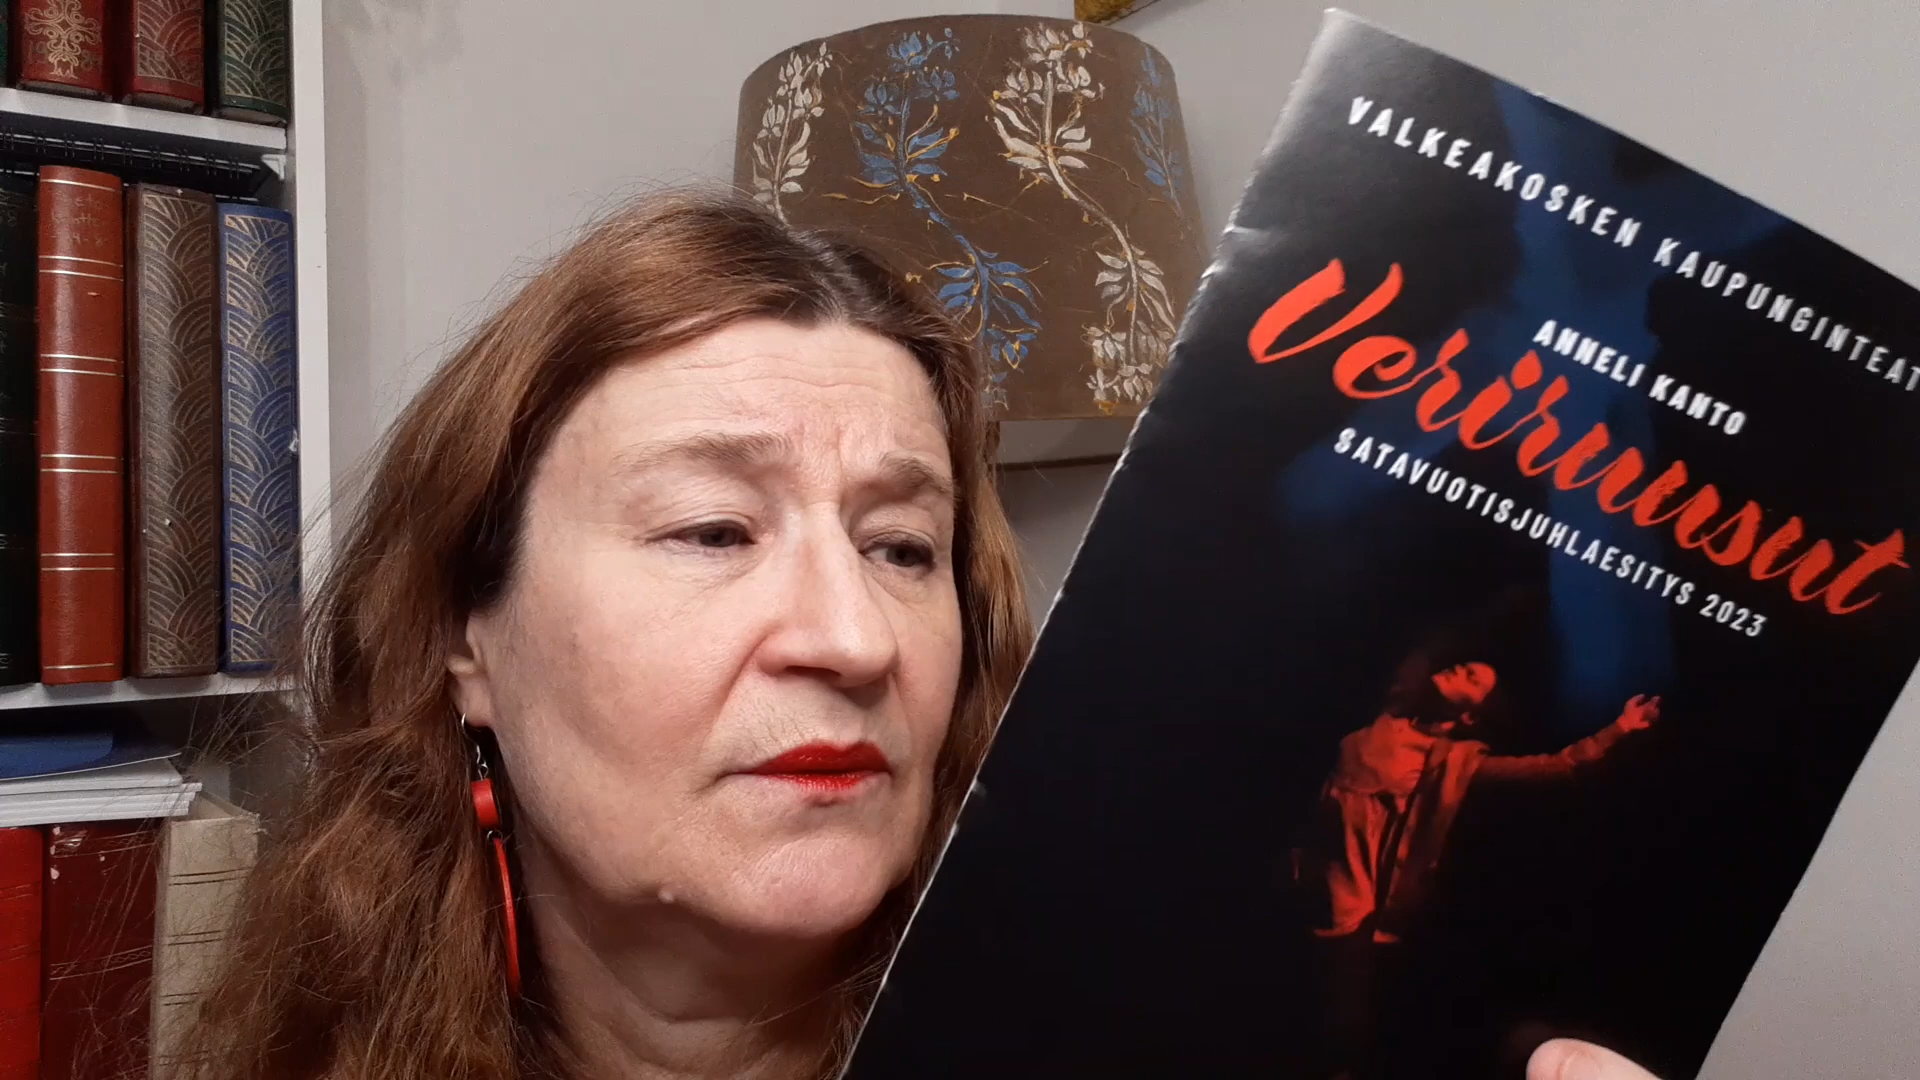 VALKEAKOSKEN KAUPUNGINTEAT
ANNELI KANTO
Veriruusut
SATAVUOTISJUHLAESITYS 2023